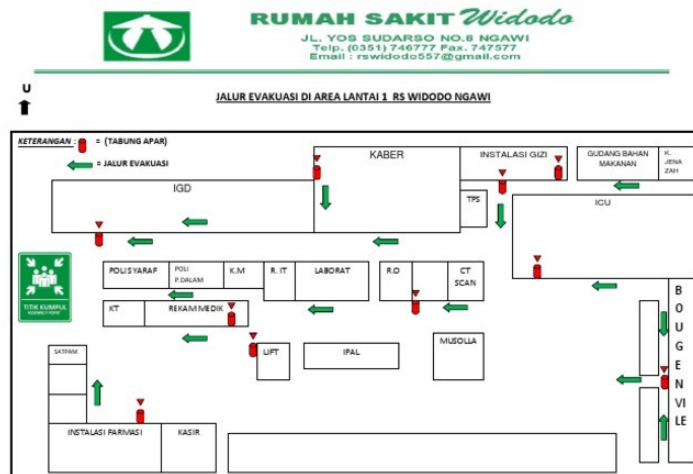 RUMAH SAKIT Widodo
JL. YOS SUDARSO NO.8 NGAWI
Telp. (0351) 746777 Fax. 747577
Email : rswidodo557@gmail.com
U
JALUR EVAKUASI DI AREA LANTAI 1 RS WIDODO NGAWI
KETERANGAN : = (TABUNG APAR)
= JALUR EVAKUASI
KABER
INSTALASI GIZI
GUDANG BAHAN
MAKANAN
K.
JENA
ZAH
IGD
TPS
ICU
TITIK KUMPUL
ASSEMBLY POINT
POLI SYARAF
POLI
P.DALAM
K.M
R. IT
LABORAT
R.O
CT
SCAN
KT
REKAM MEDIK
BOUGENVILE
SATPAM
LIFT
IPAL
MUSOLLA
INSTALASI FARMASI
KASIR